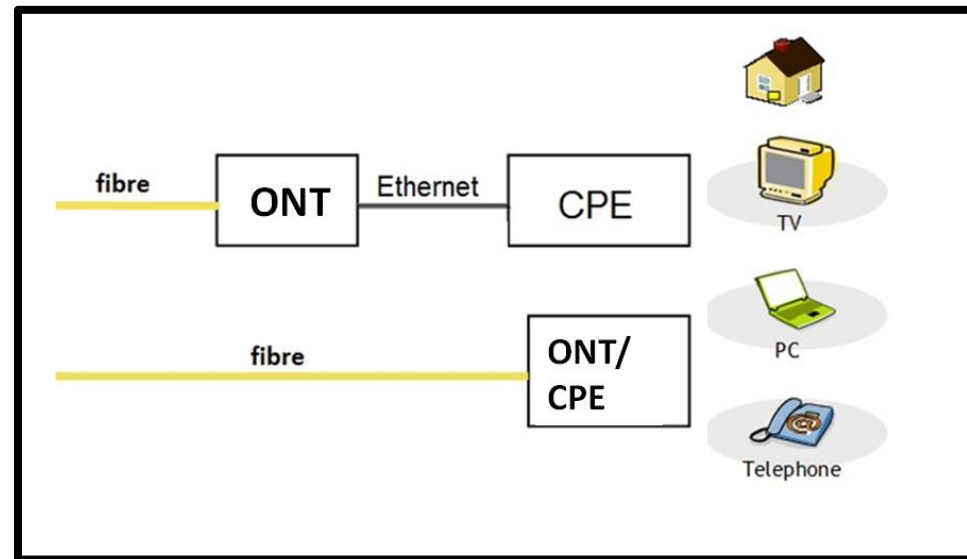 fibre
ONT
Ethernet
CPE
TV
fibre
ONT/
CPE
PC
Telephone